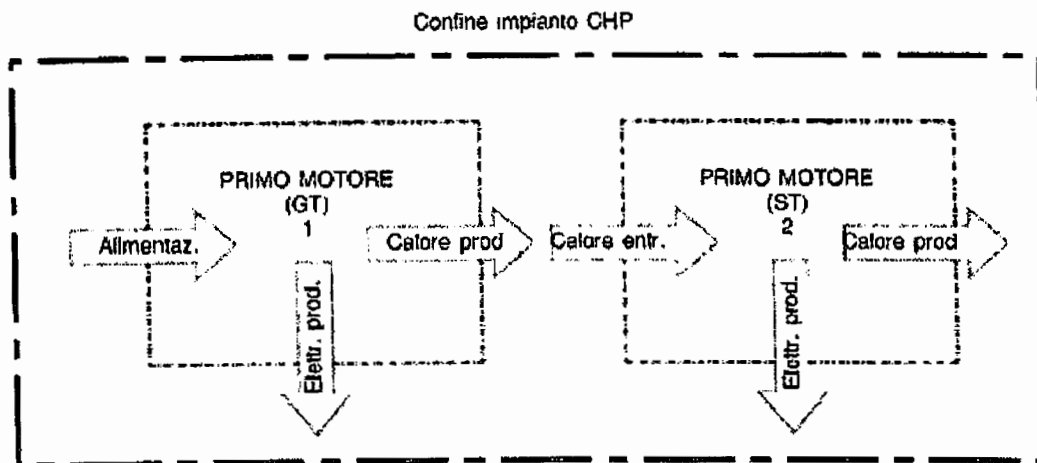 Confine impianto CHP
PRIMO MOTORE
(GT)
1
Alimentaz.
Calore prod
Elettr. prod.
Calore entr.
PRIMO MOTORE
(ST)
2
Calore prod
Elettr. prod.